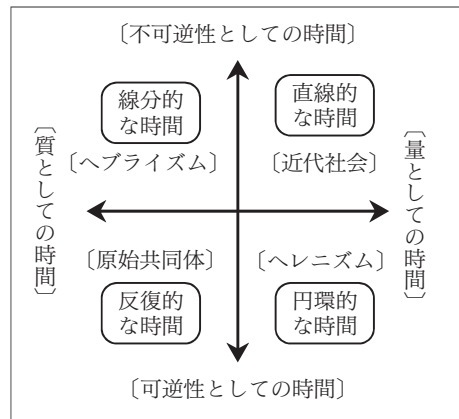 〔不可逆性としての時間〕
線分的
な時間
直線的
な時間
〔ヘブライズム〕
〔近代社会〕
〔質としての時間〕
〔量としての時間〕
〔原始共同体〕
〔ヘレニズム〕
反復的
な時間
円環的
な時間
〔可逆性としての時間〕